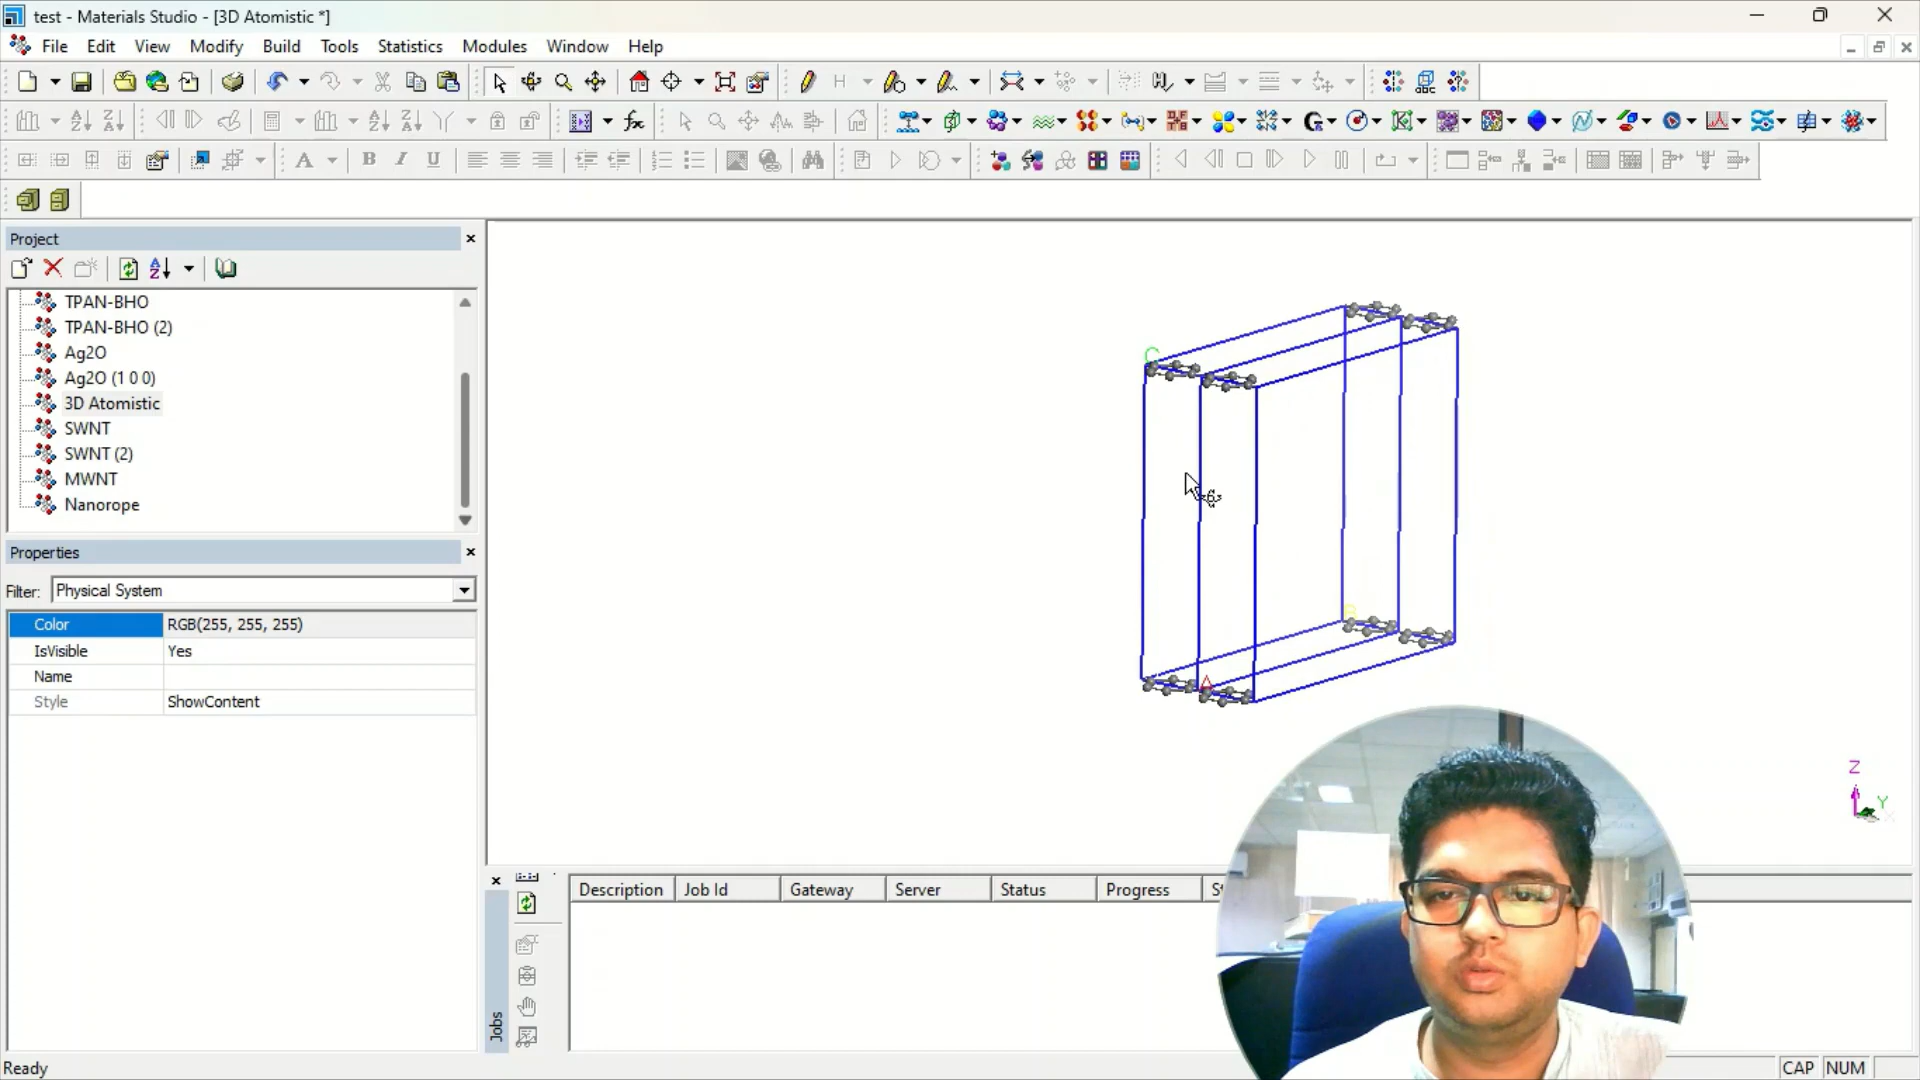 test - Materials Studio - [3D Atomistic *]
File Edit View Modify Build Tools Statistics Modules Window Help
Project
TPAN-BHO
TPAN-BHO (2)
Ag2O
Ag2O (1 0 0)
3D Atomistic
SWNT
SWNT (2)
MWNT
Nanorope
Properties
Filter: Physical System
Color RGB(255, 255, 255)
IsVisible Yes
Name
Style ShowContent
C
B
A
Z
Y
Jobs
Description Job Id Gateway Server Status Progress
Ready CAP NUM